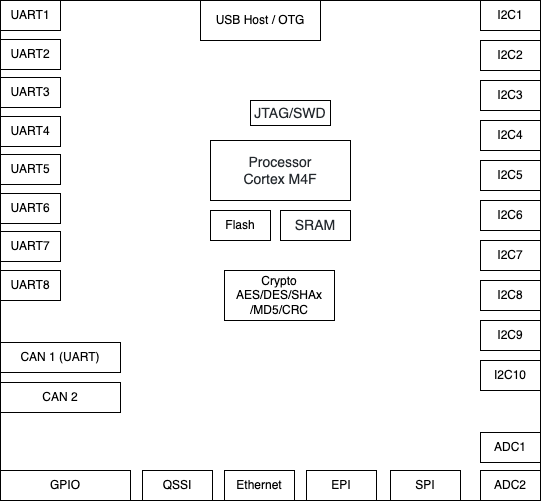 UART1
USB Host / OTG
I2C1
UART2
I2C2
UART3
I2C3
JTAG/SWD
UART4
I2C4
Processor
Cortex M4F
UART5
I2C5
UART6
I2C6
Flash
SRAM
UART7
I2C7
UART8
Crypto
AES/DES/SHAx
/MD5/CRC
I2C8
I2C9
CAN 1 (UART)
I2C10
CAN 2
ADC1
GPIO
QSSI
Ethernet
EPI
SPI
ADC2